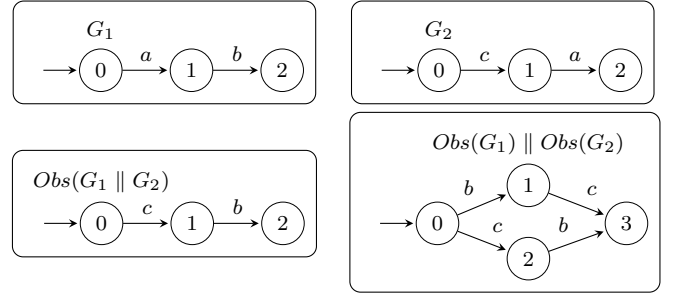 G₁
a b
0 1 2
G₂
c a
0 1 2
Obs(G₁ ∥ G₂)
c b
0 1 2
Obs(G₁) ∥ Obs(G₂)
1
b c
0 3
c b
2